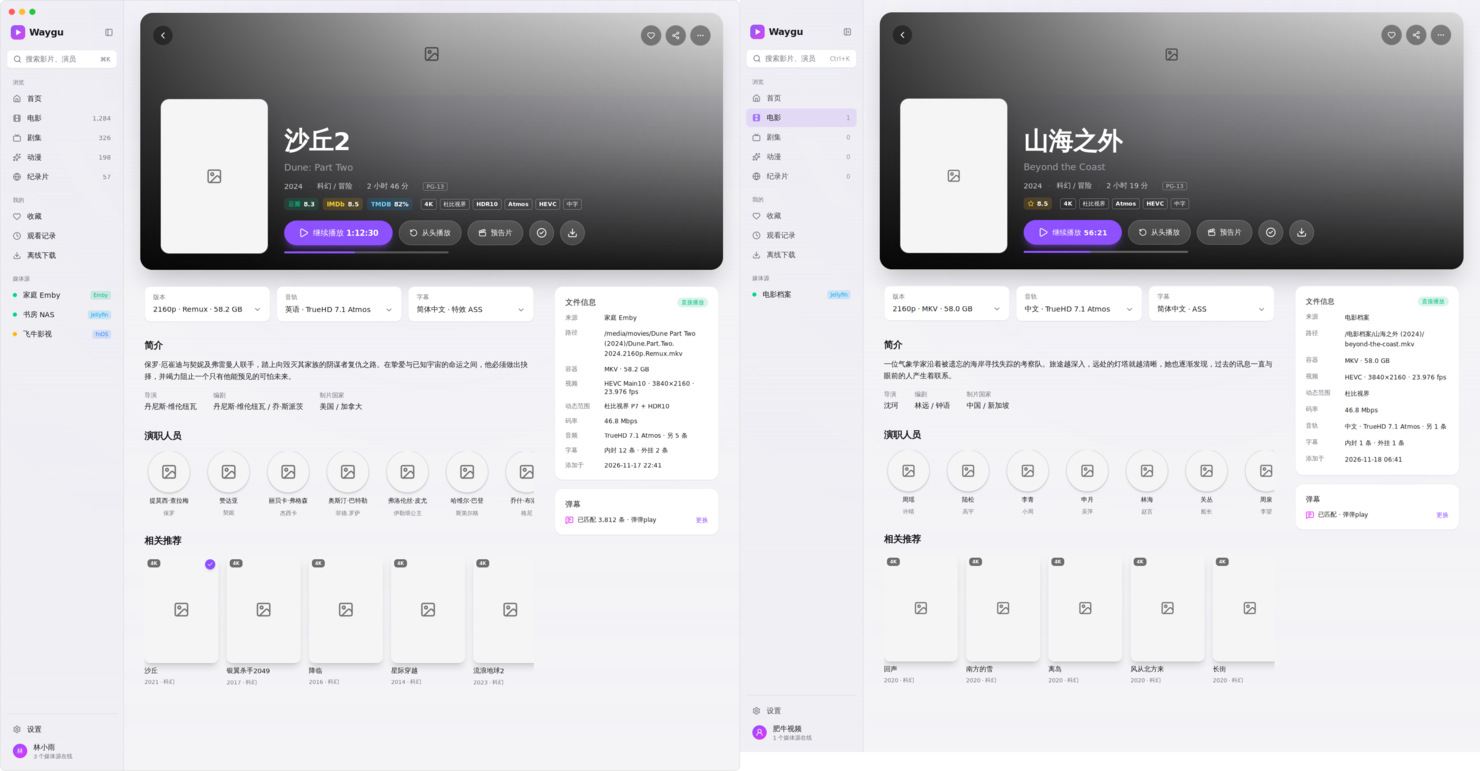 Waygu
搜索影片、演员 ⌘K
浏览
首页
电影 1,284
剧集 326
动漫 198
纪录片 57
我的
收藏
观看记录
离线下载
媒体源
家庭 Emby Emby
书房 NAS Jellyfin
飞牛影视 fnOS
设置
林
林小雨
3 个媒体源在线
沙丘2
Dune: Part Two
2024 科幻 / 冒险 2 小时 46 分 PG-13
豆瓣 8.3 IMDb 8.5 TMDB 82% 4K 杜比视界 HDR10 Atmos HEVC 中字
继续播放 1:12:30 从头播放 预告片
版本
2160p · Remux · 58.2 GB
音轨
英语 · TrueHD 7.1 Atmos
字幕
简体中文 · 特效 ASS
简介
保罗·厄崔迪与契妮及弗雷曼人联手，踏上向毁灭其家族的阴谋者复仇之路。在挚爱与已知宇宙的命运之间，他必须做出抉
择，并竭力阻止一个只有他能预见的可怕未来。
导演 编剧 制片国家
丹尼斯·维伦纽瓦 丹尼斯·维伦纽瓦 / 乔·斯派茨 美国 / 加拿大
演职人员
提莫西·查拉梅 赞达亚 丽贝卡·弗格森 奥斯汀·巴特勒 弗洛伦丝·皮尤 哈维尔·巴登 乔什·布洛
保罗 契妮 杰西卡 菲德·罗萨 伊勒琅公主 斯第尔格 格尼
相关推荐
4K 4K 4K 4K 4K
沙丘 银翼杀手2049 降临 星际穿越 流浪地球2
2021 · 科幻 2017 · 科幻 2016 · 科幻 2014 · 科幻 2023 · 科幻
文件信息 直接播放
来源 家庭 Emby
路径 /media/movies/Dune Part Two
(2024)/Dune.Part.Two.
2024.2160p.Remux.mkv
容器 MKV · 58.2 GB
视频 HEVC Main10 · 3840×2160 ·
23.976 fps
动态范围 杜比视界 P7 + HDR10
码率 46.8 Mbps
音频 TrueHD 7.1 Atmos · 另 5 条
字幕 内封 12 条 · 外挂 2 条
添加于 2026-11-17 22:41
弹幕
已匹配 3,812 条 · 弹弹play 更换
Waygu
搜索影片、演员 Ctrl+K
浏览
首页
电影 1
剧集 0
动漫 0
纪录片 0
我的
收藏
观看记录
离线下载
媒体源
电影档案 Jellyfin
设置
肥牛视频
1 个媒体源在线
山海之外
Beyond the Coast
2024 科幻 / 冒险 2 小时 19 分 PG-13
8.5 4K 杜比视界 Atmos HEVC 中字
继续播放 56:21 从头播放 预告片
版本
2160p · MKV · 58.0 GB
音轨
中文 · TrueHD 7.1 Atmos
字幕
简体中文 · ASS
简介
一位气象学家沿着被遗忘的海岸寻找失踪的考察队。旅途越深入，远处的灯塔就越清晰，她也逐渐发现，过去的讯息一直与
眼前的人产生着联系。
导演 编剧 制片国家
沈珂 林远 / 钟语 中国 / 新加坡
演职人员
周瑶 陆松 李青 申月 林海 关丛 周泉
许晴 高宇 小周 吴萍 赵言 船长 李望
相关推荐
4K 4K 4K 4K 4K
回声 南方的雪 离岛 风从北方来 长街
2020 · 科幻 2020 · 科幻 2020 · 科幻 2020 · 科幻 2020 · 科幻
文件信息 直接播放
来源 电影档案
路径 /电影档案/山海之外 (2024)/
beyond-the-coast.mkv
容器 MKV · 58.0 GB
视频 HEVC · 3840×2160 · 23.976 fps
动态范围 杜比视界
码率 46.8 Mbps
音轨 中文 · TrueHD 7.1 Atmos · 另 1 条
字幕 内封 1 条 · 外挂 1 条
添加于 2026-11-18 06:41
弹幕
已匹配 · 弹弹play 更换